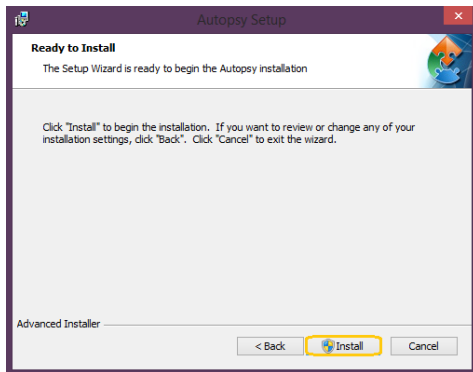 Autopsy Setup
Ready to Install
The Setup Wizard is ready to begin the Autopsy installation
Click "Install" to begin the installation. If you want to review or change any of your
installation settings, click "Back". Click "Cancel" to exit the wizard.
Advanced Installer
< Back Install Cancel